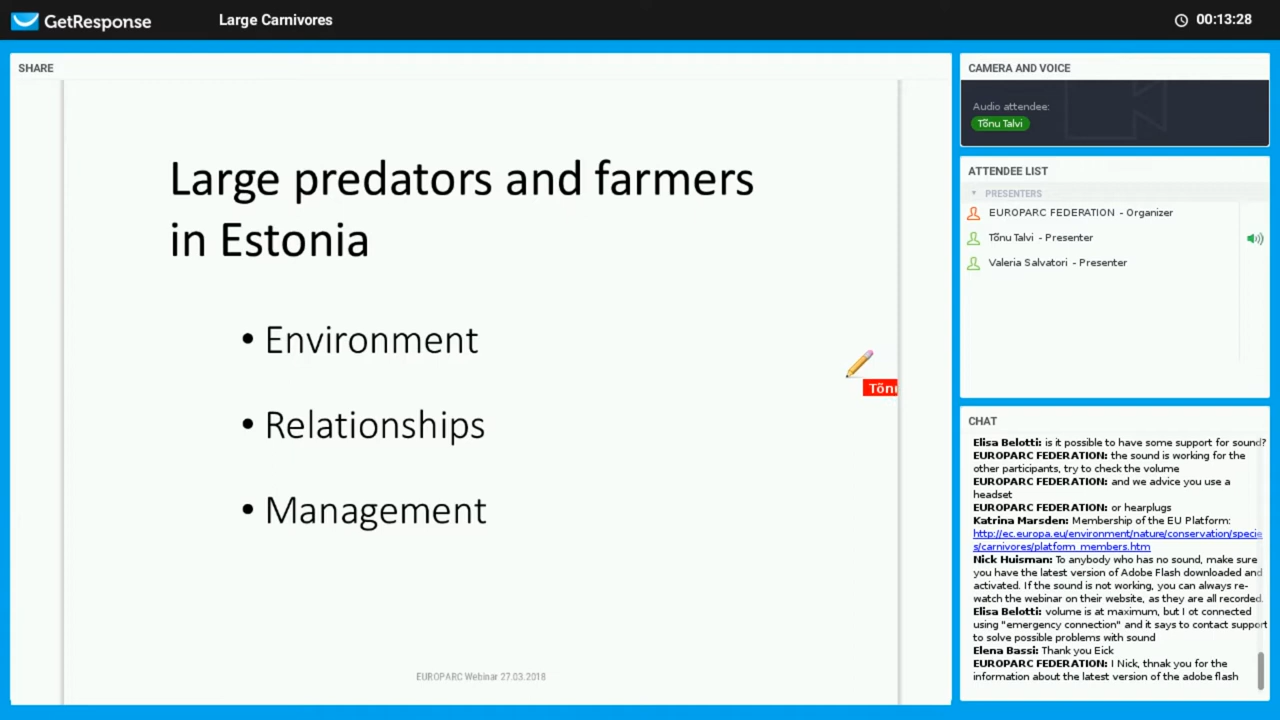 GetResponse
Large Carnivores
00:13:28
SHARE
Large predators and farmers
in Estonia
• Environment
• Relationships
• Management
Tõnu
EUROPARC Webinar 27.03.2018
CAMERA AND VOICE
Audio attendee:
Tõnu Talvi
ATTENDEE LIST
PRESENTERS
EUROPARC FEDERATION - Organizer
Tõnu Talvi - Presenter
Valeria Salvatori - Presenter
CHAT
Elisa Belotti: is it possible to have some support for sound?
EUROPARC FEDERATION: the sound is working for the
other participants, try to check the volume
EUROPARC FEDERATION: and we advice you use a
headset
EUROPARC FEDERATION: or hearplugs
Katrina Marsden: Membership of the EU Platform:
http://ec.europa.eu/environment/nature/conservation/specie
s/carnivores/platform_members.htm
Nick Huisman: To anybody who has no sound, make sure
you have the latest version of Adobe Flash downloaded and
activated. If the sound is not working, you can always re-
watch the webinar on their website, as they are all recorded.
Elisa Belotti: volume is at maximum, but I ot connected
using "emergency connection" and it says to contact support
to solve possible problems with sound
Elena Bassi: Thank you Eick
EUROPARC FEDERATION: I Nick, thnak you for the
information about the latest version of the adobe flash